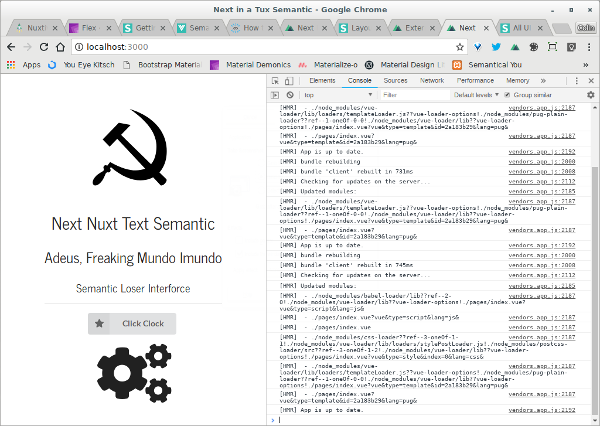 Next in a Tux Semantic - Google Chrome
Nuxt Flex Getti Sema How Next Layo Exter Next All UI Colin
localhost:3000
Apps You Eye Kitsch Bootstrap Material Material Demonics Materialize-o Material Design Li Semantical You
Elements Console Sources Network Performance Memory
top Filter Default levels Group similar
[HMR] - ./node_modules/vue- vendors.app.js:2187
loader/lib/loaders/templateLoader.js??vue-loader-options!./node_modules/pug-plain-
loader??ref--1-oneOf-0-0!./node_modules/vue-loader/lib??vue-loader-
options!./pages/index.vue?vue&type=template&id=2a183b29&lang=pug&
[HMR] - ./pages/index.vue? vendors.app.js:2187
vue&type=template&id=2a183b29&lang=pug&
[HMR] App is up to date. vendors.app.js:2192
[HMR] bundle rebuilding vendors.app.js:2000
[HMR] bundle 'client' rebuilt in 731ms vendors.app.js:2008
[HMR] Checking for updates on the server... vendors.app.js:2112
[HMR] Updated modules: vendors.app.js:2185
[HMR] - ./node_modules/vue- vendors.app.js:2187
loader/lib/loaders/templateLoader.js??vue-loader-options!./node_modules/pug-plain-
loader??ref--1-oneOf-0-0!./node_modules/vue-loader/lib??vue-loader-
options!./pages/index.vue?vue&type=template&id=2a183b29&lang=pug&
[HMR] - ./pages/index.vue? vendors.app.js:2187
vue&type=template&id=2a183b29&lang=pug&
[HMR] App is up to date. vendors.app.js:2192
[HMR] bundle rebuilding vendors.app.js:2000
[HMR] bundle 'client' rebuilt in 745ms vendors.app.js:2008
[HMR] Checking for updates on the server... vendors.app.js:2112
[HMR] Updated modules: vendors.app.js:2185
[HMR] - ./node_modules/babel-loader/lib??ref--2- vendors.app.js:2187
0!./node_modules/vue-loader/lib??vue-loader-options!./pages/index.vue?
vue&type=script&lang=js&
[HMR] - ./pages/index.vue?vue&type=script&lang=js& vendors.app.js:2187
[HMR] - ./pages/index.vue vendors.app.js:2187
[HMR] - ./node_modules/css-loader??ref--3-oneOf-1- vendors.app.js:2187
1!./node_modules/vue-loader/lib/loaders/stylePostLoader.js!./node_modules/postcss-
loader/src??ref--3-oneOf-1-2!./node_modules/vue-loader/lib??vue-loader-
options!./pages/index.vue?vue&type=style&index=0&lang=css&
[HMR] - ./node_modules/vue- vendors.app.js:2187
loader/lib/loaders/templateLoader.js??vue-loader-options!./node_modules/pug-plain-
loader??ref--1-oneOf-0-0!./node_modules/vue-loader/lib??vue-loader-
options!./pages/index.vue?vue&type=template&id=2a183b29&lang=pug&
[HMR] - ./pages/index.vue? vendors.app.js:2187
vue&type=template&id=2a183b29&lang=pug&
[HMR] App is up to date. vendors.app.js:2192
Next Nuxt Text Semantic
Adeus, Freaking Mundo Imundo
Semantic Loser Interforce
Click Clock